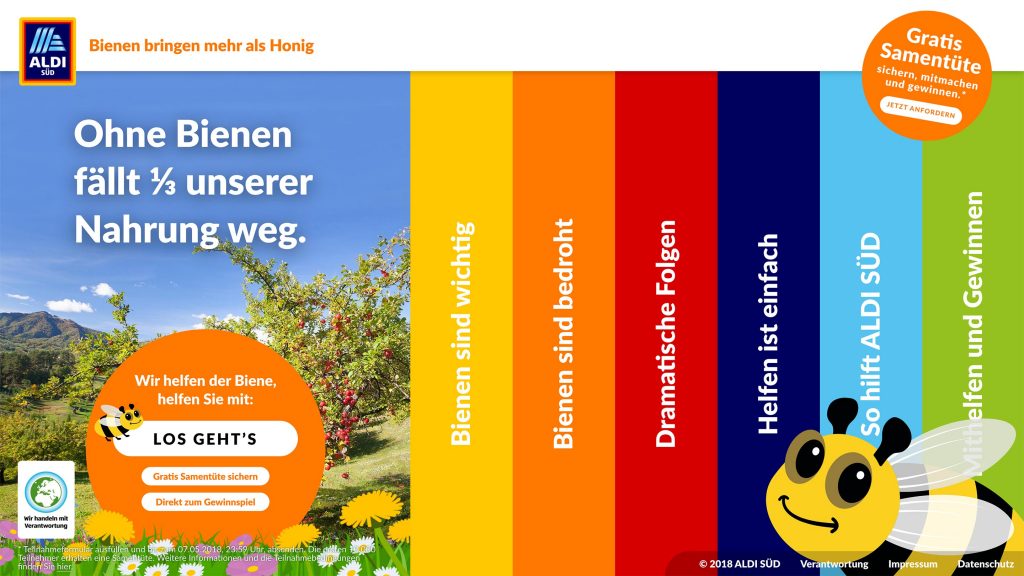 ALDI
SÜD
Bienen bringen mehr als Honig
Gratis
Samentüte
sichern, mitmachen
und gewinnen.*
JETZT ANFORDERN
Ohne Bienen
fällt ⅓ unserer
Nahrung weg.
Wir helfen der Biene,
helfen Sie mit:
LOS GEHT'S
Gratis Samentüte sichern
Direkt zum Gewinnspiel
Wir handeln mit
Verantwortung
* Teilnahmeformular ausfüllen und 07.05.2018, 23:59 Uhr, absenden. Die
Teilnehmer erhalten eine Samentüte. Weitere Informationen und die Teilnahmebedingungen
finden Sie hier
Bienen sind wichtig
Bienen sind bedroht
Dramatische Folgen
Helfen ist einfach
So hilft ALDI SÜD
Mithelfen und Gewinnen
© 2018 ALDI SÜD Verantwortung Impressum Datenschutz